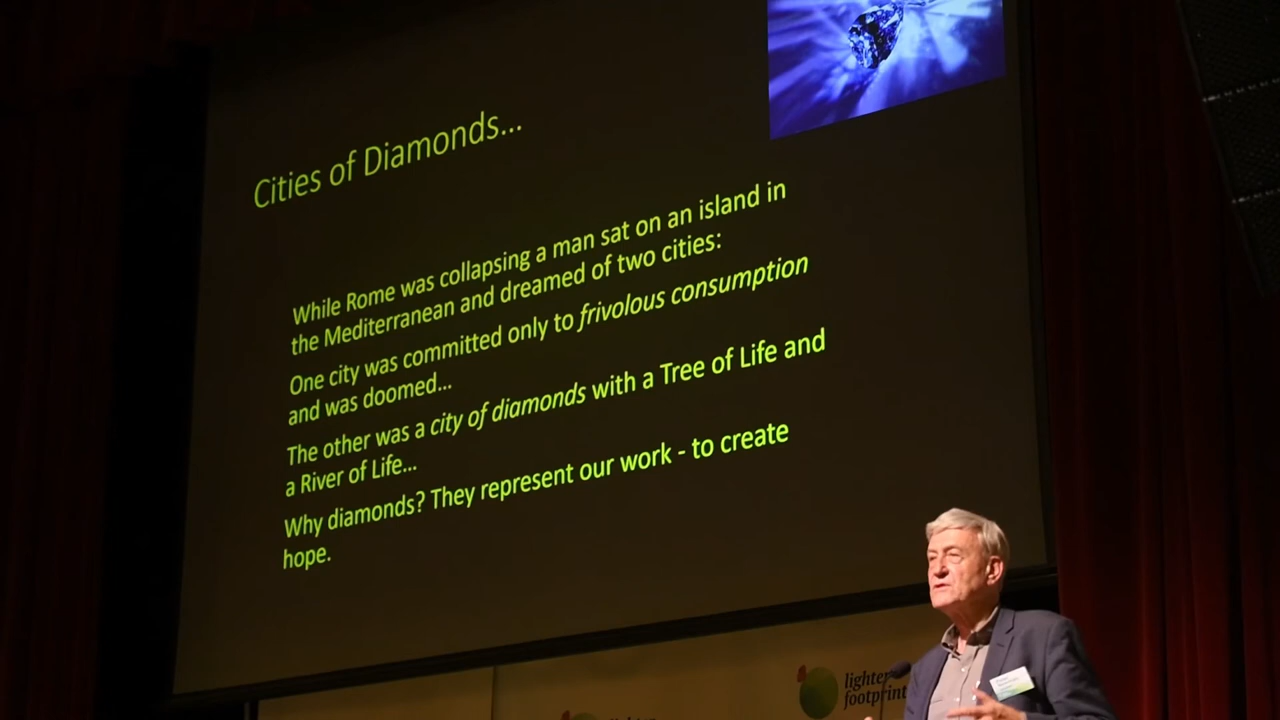 Cities of Diamonds...
While Rome was collapsing a man sat on an island in
the Mediterranean and dreamed of two cities:
One city was committed only to frivolous consumption
and was doomed...
The other was a city of diamonds with a Tree of Life and
a River of Life...
Why diamonds? They represent our work - to create
hope.
lighter
footprint